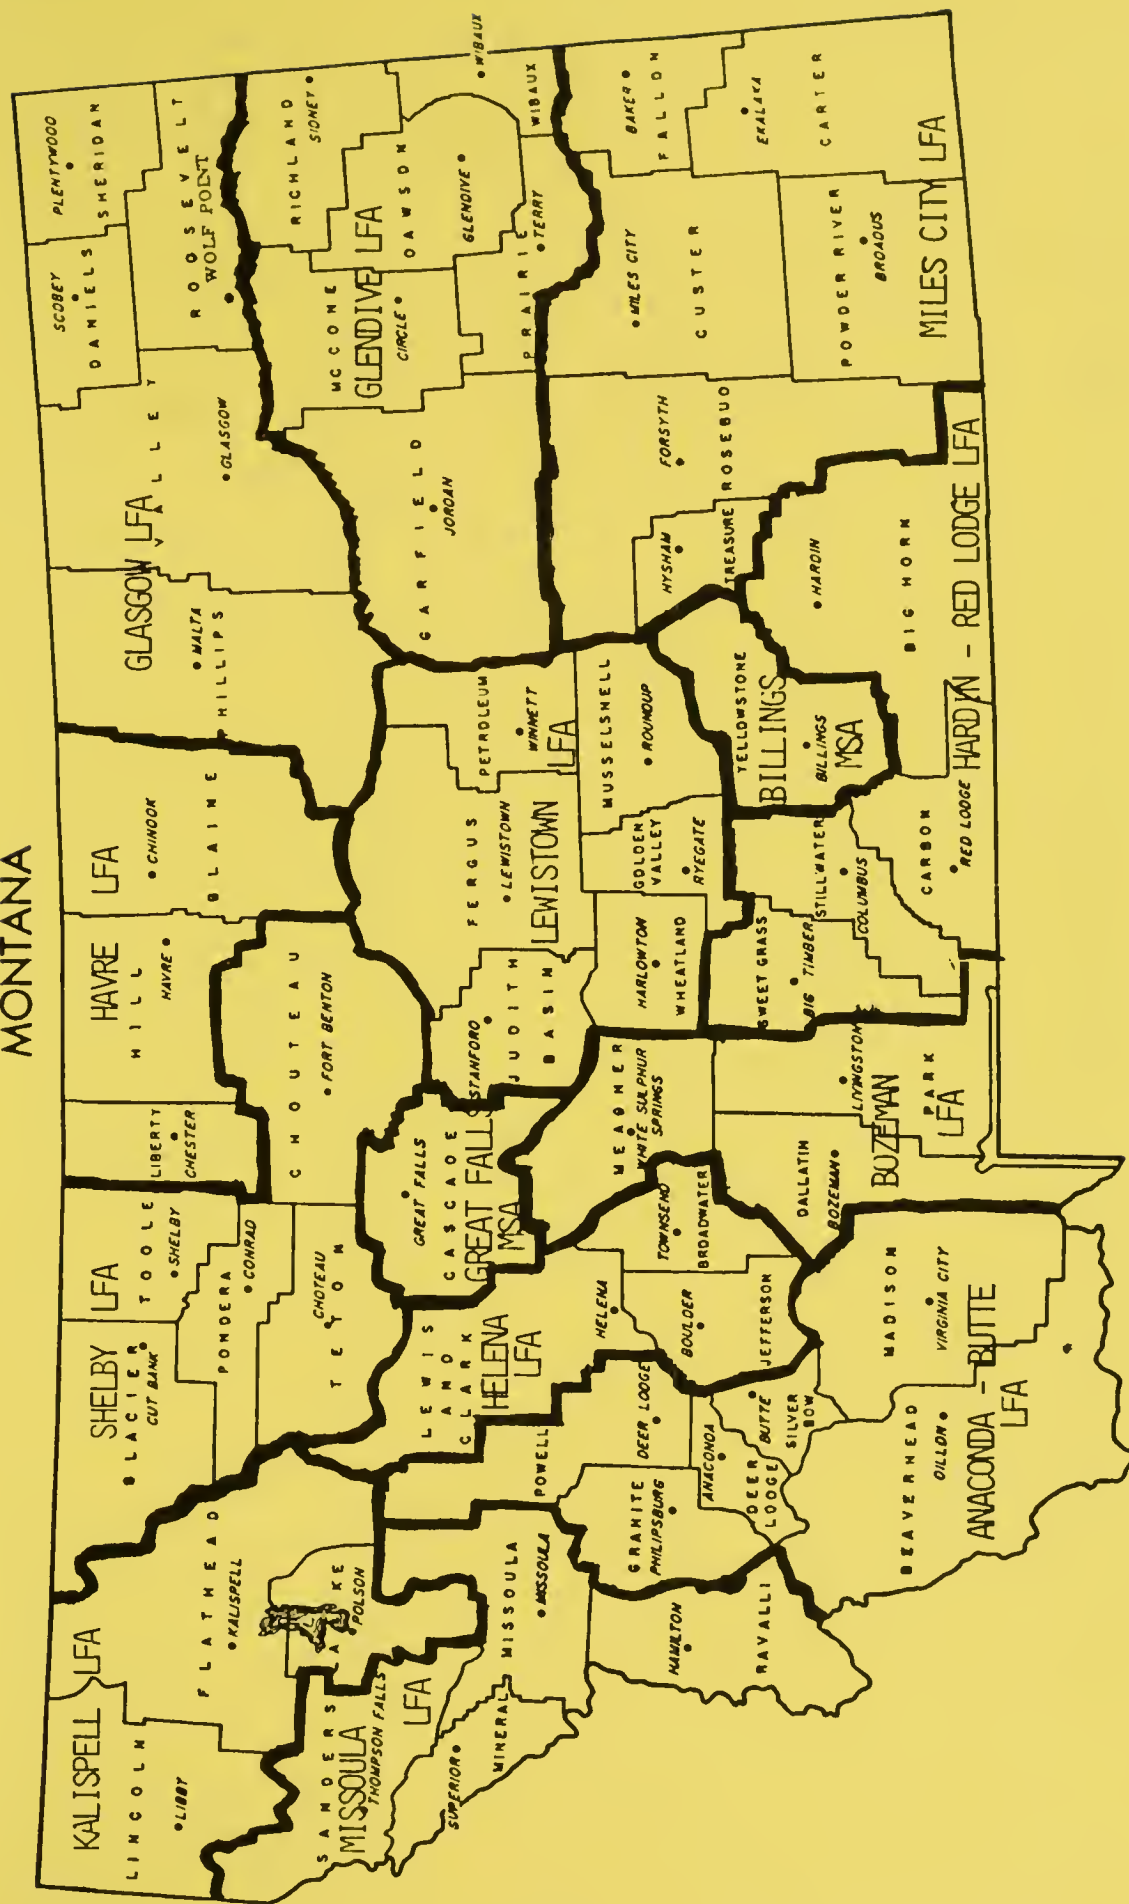 MONTANA
KALISPELL LFA
LINCOLN
LIBBY
FLATHEAD
KALISPELL
LAKE
POLSON
SHELBY LFA
BLACIER
CUT BANK
TOOLE
SHELBY
PONDERA
CONRAD
TETON
CHOTEAU
LIBERTY
CHESTER
HAVRE LFA
HILL
HAVRE
BLAINE
CHINOOK
CHOUTEAU
FORT BENTON
GLASGOW LFA
PHILLIPS
MALTA
VALLEY
GLASGOW
SCOBEY
DANIELS
PLENTYWOOD
SHERIDAN
ROOSEVELT
WOLF POINT
RICHLAND
SIDNEY
MCCONE
GLENDIVE LFA
CIRCLE
DAWSON
GLENDIVE
WIBAUX
WIBAUX
PRAIRIE
TERRY
GARFIELD
JORDAN
SANDERS
MISSOULA
THOMPSON FALLS
LFA
SUPERIOR
MINERAL
MISSOULA
MISSOULA
HAMILTON
RAVALLI
LEWIS
AND
CLARK
HELENA
LFA
HELENA
GREAT FALLS
CASCADE
GREAT FALLS
MSA
STANFORD
JUDITH
BASIN
FERGUS
LEWISTOWN
LEWISTOWN
LFA
PETROLEUM
WINNETT
MUSSELSHELL
ROUNDUP
GOLDEN
VALLEY
RYEGATE
HARLOWTON
WHEATLAND
MEAGHER
WHITE SULPHUR
SPRINGS
TOWNSEND
BROADWATER
BOULDER
JEFFERSON
POWELL
DEER LODGE
GRANITE
PHILIPSBURG
ANACONDA
DEER
LODGE
BUTTE
SILVER
BOW
BEAVERHEAD
DILLON
MADISON
VIRGINIA CITY
ANACONDA - BUTTE
LFA
DALLATIN
BOZEMAN
BOZEMAN
LFA
LIVINGSTONE
PARK
SWEET GRASS
BIG TIMBER
STILLWATER
COLUMBUS
CARBON
RED LODGE
YELLOWSTONE
BILLINGS
BILLINGS
MSA
HARDIN
BIG HORN
HARDIN - RED LODGE LFA
HYSHAM
TREASURE
FORSYTH
ROSEBUD
MILES CITY
CUSTER
BAKER
FALLON
EKALAKA
CARTER
POWDER RIVER
BROADUS
MILES CITY LFA